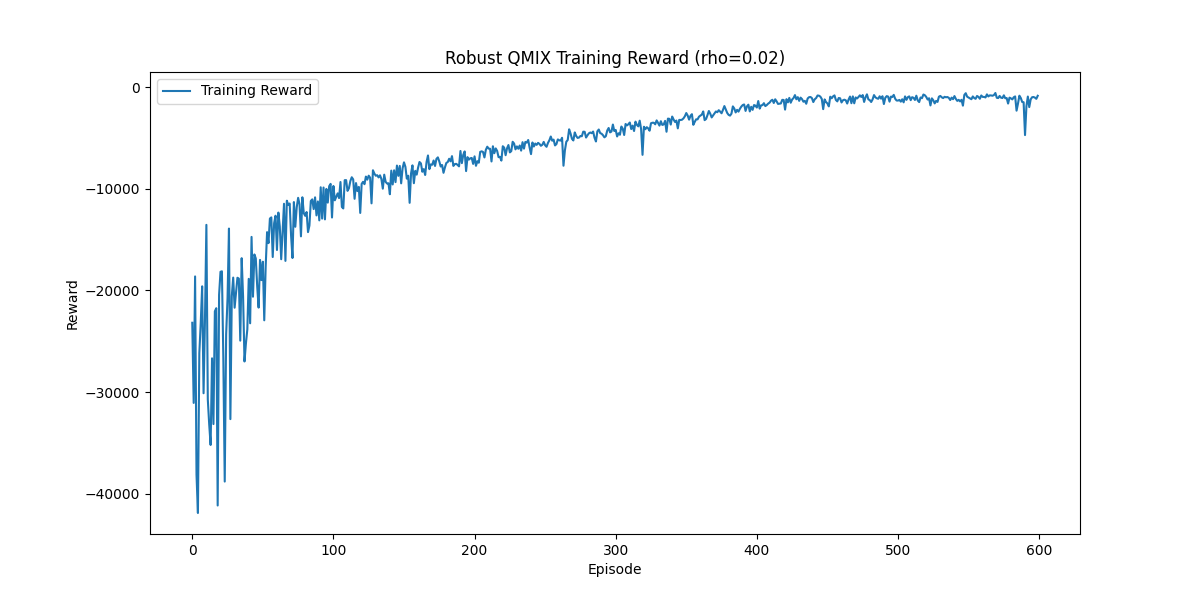 Robust QMIX Training Reward (rho=0.02)
Training Reward
0
−10000
−20000
−30000
−40000
Reward
0 100 200 300 400 500 600
Episode